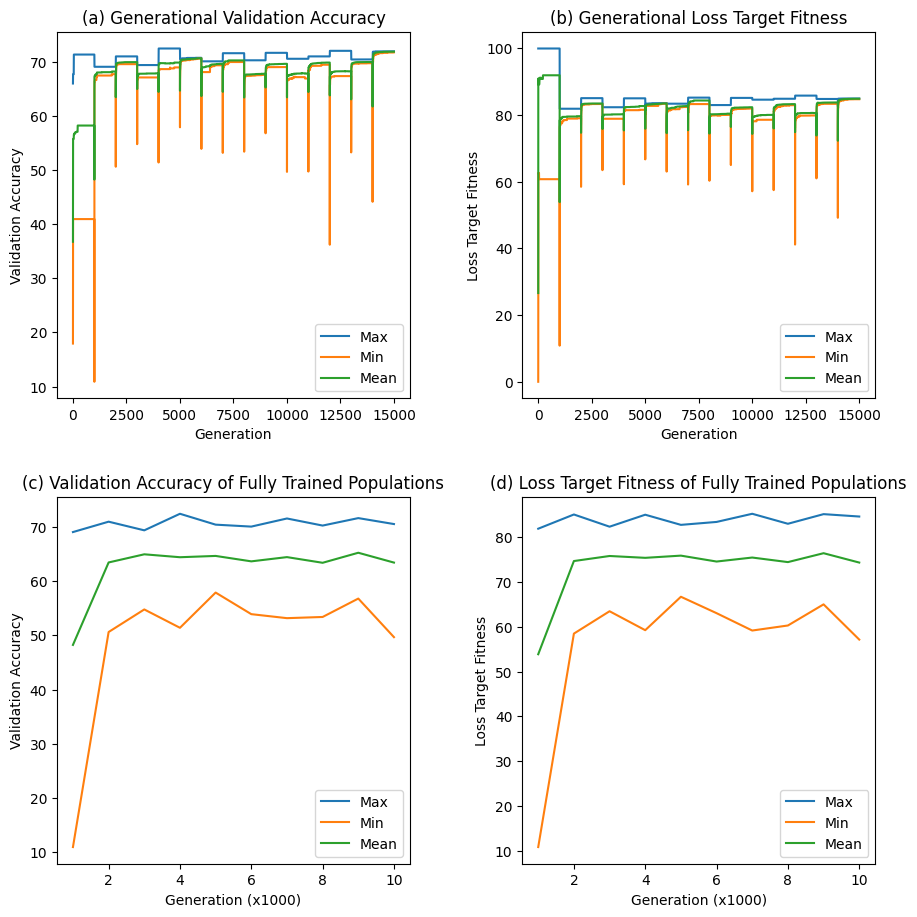 (a) Generational Validation Accuracy
Validation Accuracy
70
60
50
40
30
20
10
0 2500 5000 7500 10000 12500 15000
Generation
Max
Min
Mean
(b) Generational Loss Target Fitness
Loss Target Fitness
100
80
60
40
20
0
0 2500 5000 7500 10000 12500 15000
Generation
Max
Min
Mean
(c) Validation Accuracy of Fully Trained Populations
Validation Accuracy
70
60
50
40
30
20
10
2 4 6 8 10
Generation (x1000)
Max
Min
Mean
(d) Loss Target Fitness of Fully Trained Populations
Loss Target Fitness
80
70
60
50
40
30
20
10
2 4 6 8 10
Generation (x1000)
Max
Min
Mean